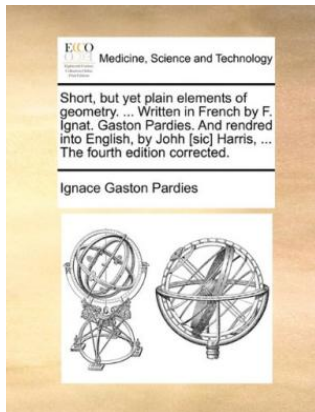 ECCO
Medicine, Science and Technology
Short, but yet plain elements of
geometry. ... Written in French by F.
Ignat. Gaston Pardies. And rendred
into English, by Johh [sic] Harris, ...
The fourth edition corrected.
Ignace Gaston Pardies